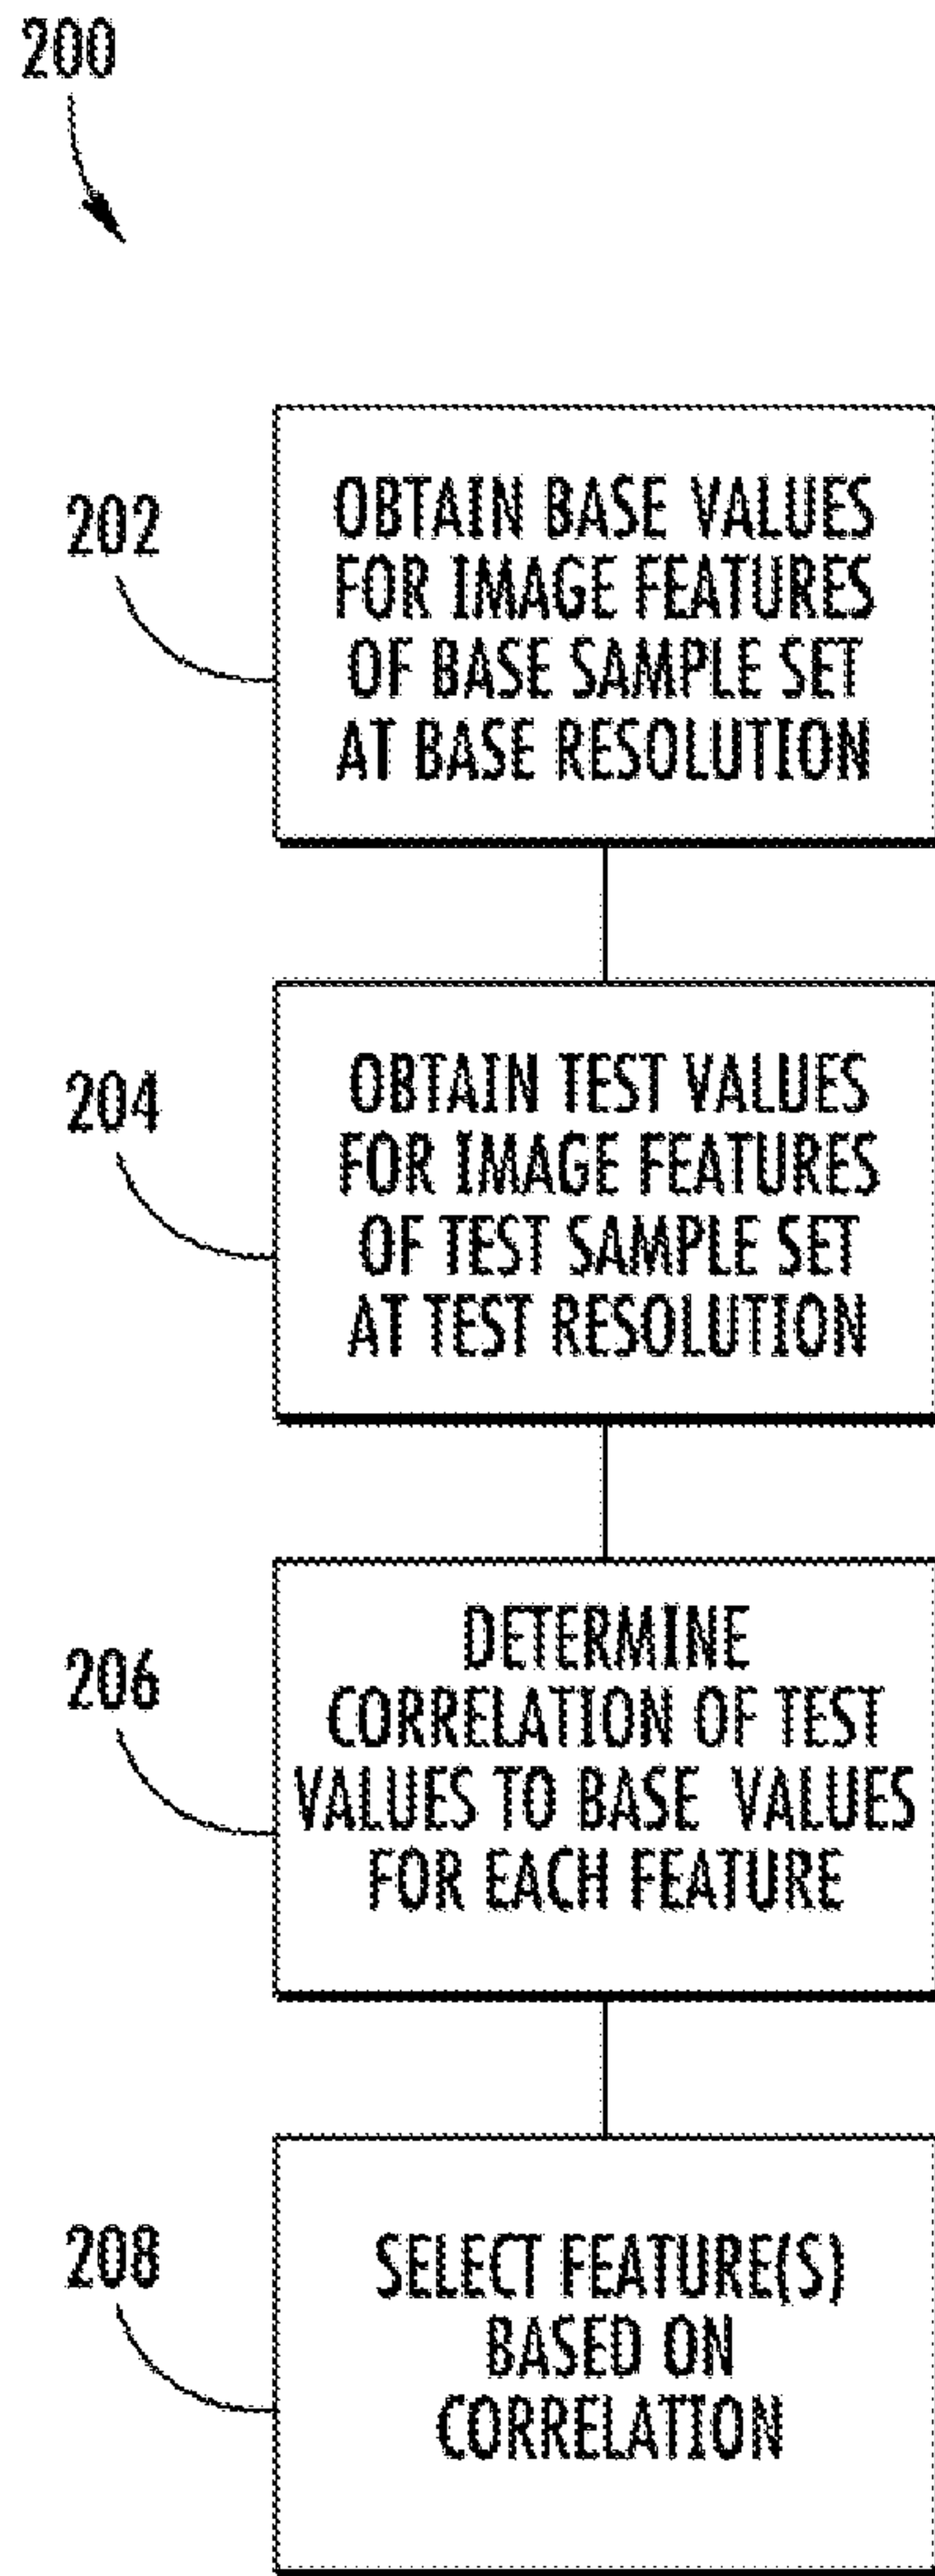 200
202
OBTAIN BASE VALUES
FOR IMAGE FEATURES
OF BASE SAMPLE SET
AT BASE RESOLUTION
204
OBTAIN TEST VALUES
FOR IMAGE FEATURES
OF TEST SAMPLE SET
AT TEST RESOLUTION
206
DETERMINE
CORRELATION OF TEST
VALUES TO BASE VALUES
FOR EACH FEATURE
208
SELECT FEATURE(S)
BASED ON
CORRELATION